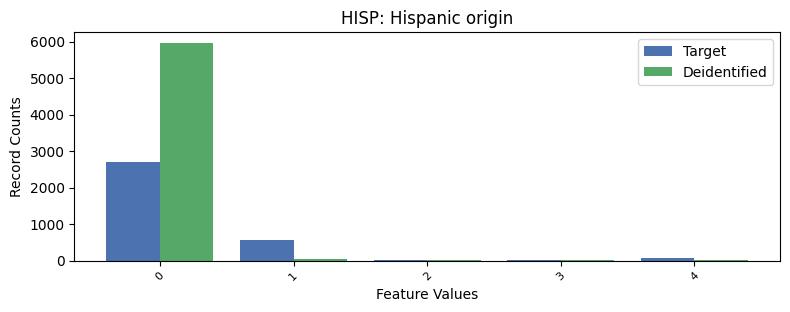 HISP: Hispanic origin
Target
Deidentified
6000
5000
4000
3000
2000
1000
0
Record Counts
0 1 2 3 4
Feature Values